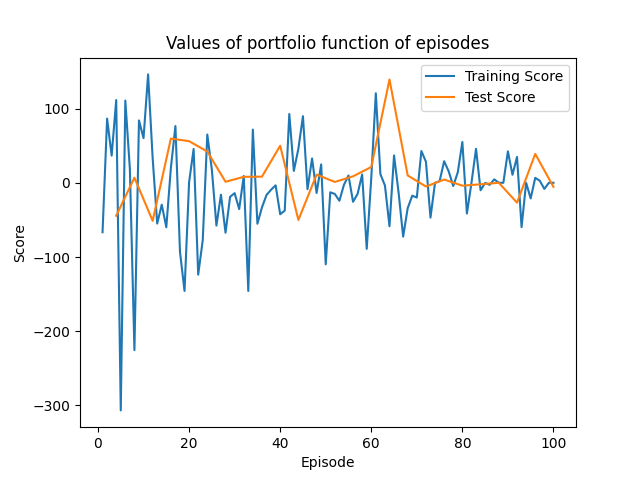 Values of portfolio function of episodes
Training Score
Test Score
Score
100
0
−100
−200
−300
0
20
40
60
80
100
Episode